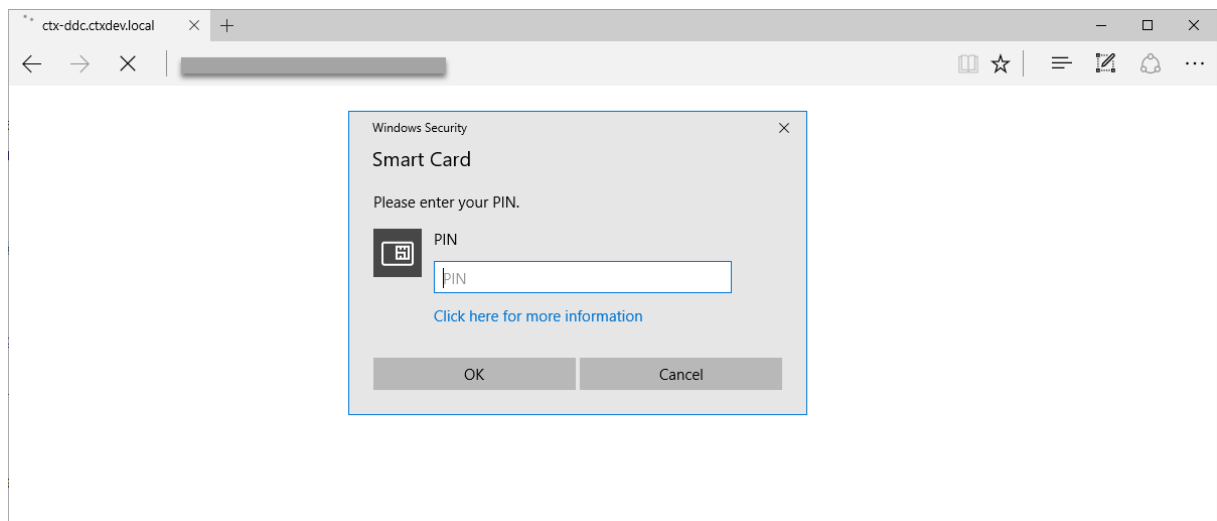 ctx-ddc.ctxdev.local
Windows Security
Smart Card
Please enter your PIN.
PIN
PIN
Click here for more information
OK
Cancel